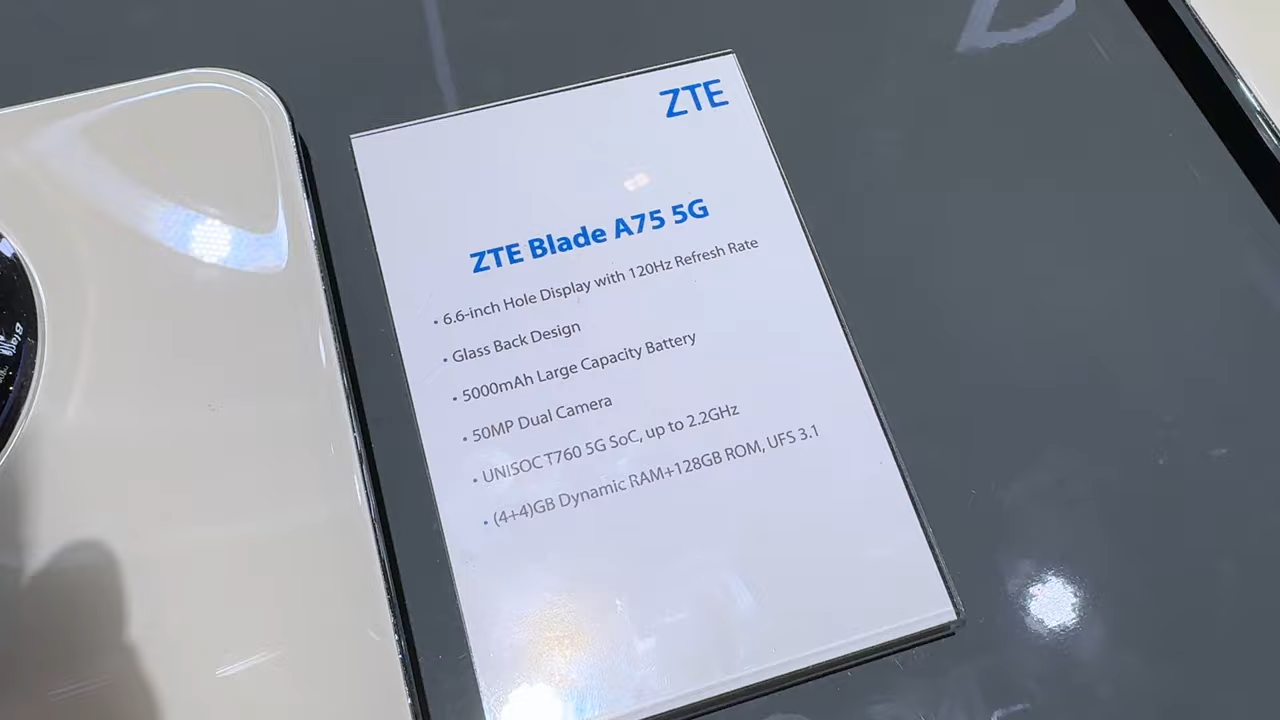 ZTE
ZTE Blade A75 5G
• 6.6-inch Hole Display with 120Hz Refresh Rate
• Glass Back Design
• 5000mAh Large Capacity Battery
• 50MP Dual Camera
• UNISOC T760 5G SoC, up to 2.2GHz
• (4+4)GB Dynamic RAM+128GB ROM, UFS 3.1